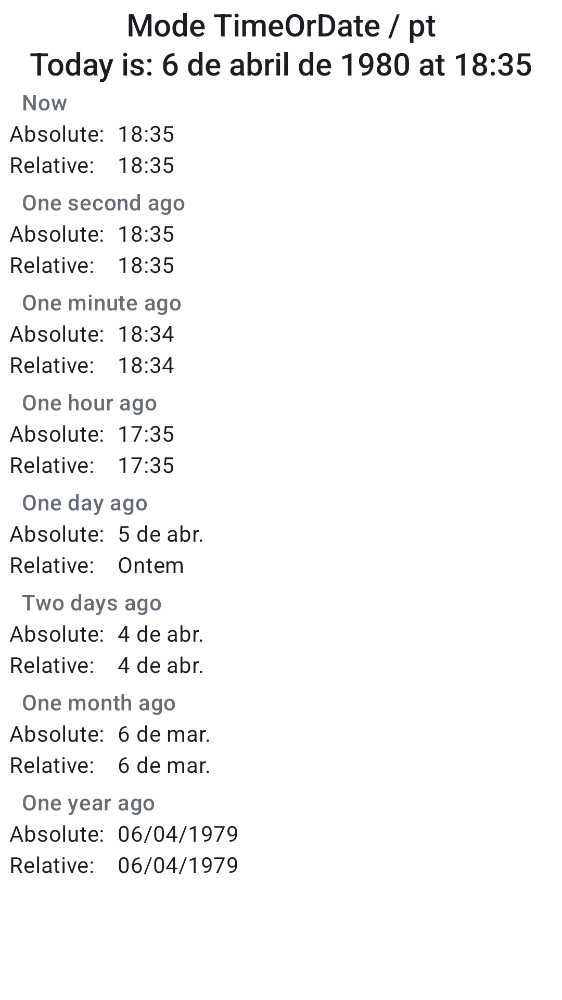 Mode TimeOrDate / pt
Today is: 6 de abril de 1980 at 18:35
Now
Absolute: 18:35
Relative: 18:35
One second ago
Absolute: 18:35
Relative: 18:35
One minute ago
Absolute: 18:34
Relative: 18:34
One hour ago
Absolute: 17:35
Relative: 17:35
One day ago
Absolute: 5 de abr.
Relative: Ontem
Two days ago
Absolute: 4 de abr.
Relative: 4 de abr.
One month ago
Absolute: 6 de mar.
Relative: 6 de mar.
One year ago
Absolute: 06/04/1979
Relative: 06/04/1979